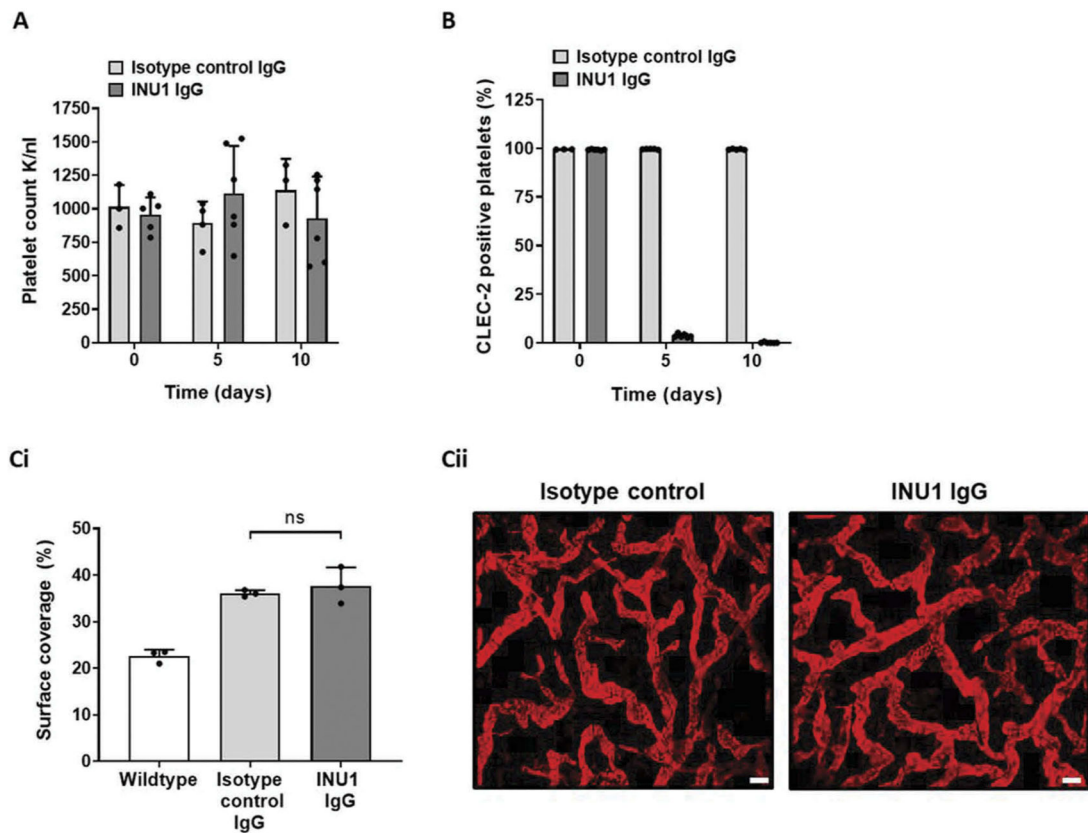 A
Isotype control IgG
INU1 IgG
Platelet count K/nl
1750
1500
1250
1000
750
500
250
0
0 5 10
Time (days)
B
Isotype control IgG
INU1 IgG
CLEC-2 positive platelets (%)
125
100
75
50
25
0
0 5 10
Time (days)
Ci
Surface coverage (%)
50
40
30
20
10
0
ns
Wildtype Isotype control IgG INU1 IgG
Cii
Isotype control
INU1 IgG